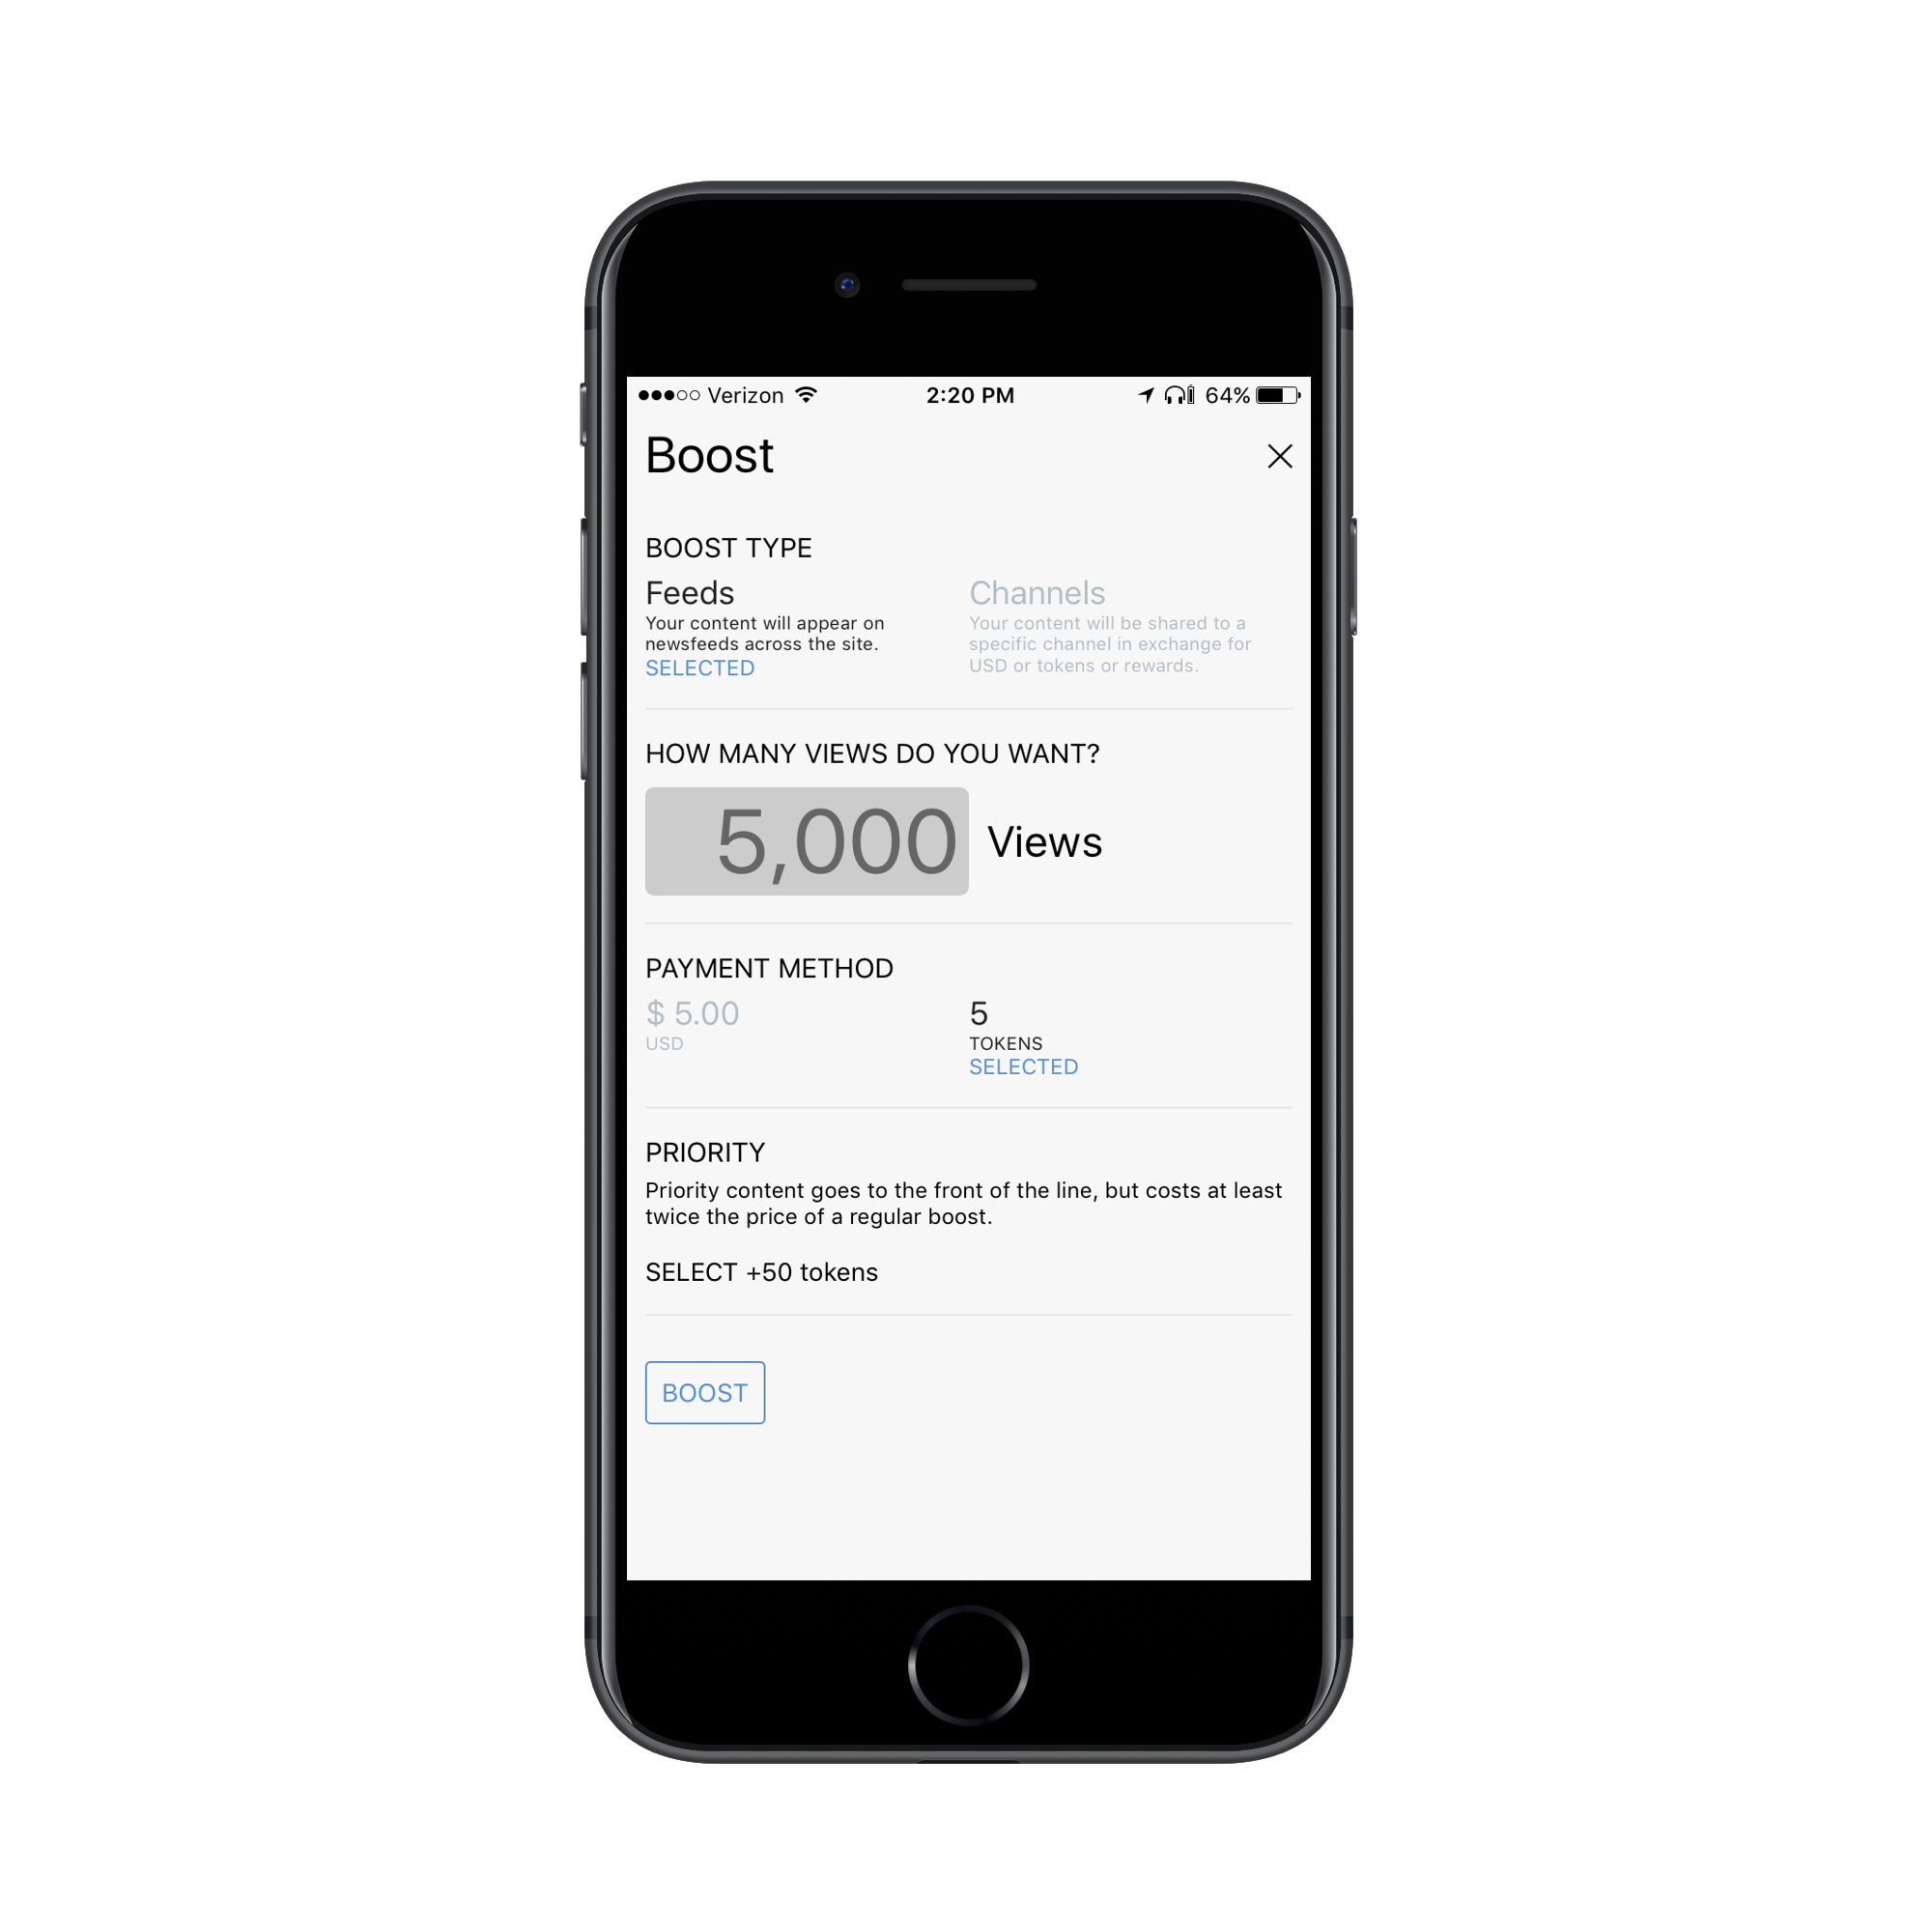 Verizon 2:20 PM 64%
Boost
BOOST TYPE
Feeds
Your content will appear on
newsfeeds across the site.
SELECTED
Channels
Your content will be shared to a
specific channel in exchange for
USD or tokens or rewards.
HOW MANY VIEWS DO YOU WANT?
5,000 Views
PAYMENT METHOD
$ 5.00
USD
5
TOKENS
SELECTED
PRIORITY
Priority content goes to the front of the line, but costs at least
twice the price of a regular boost.
SELECT +50 tokens
BOOST